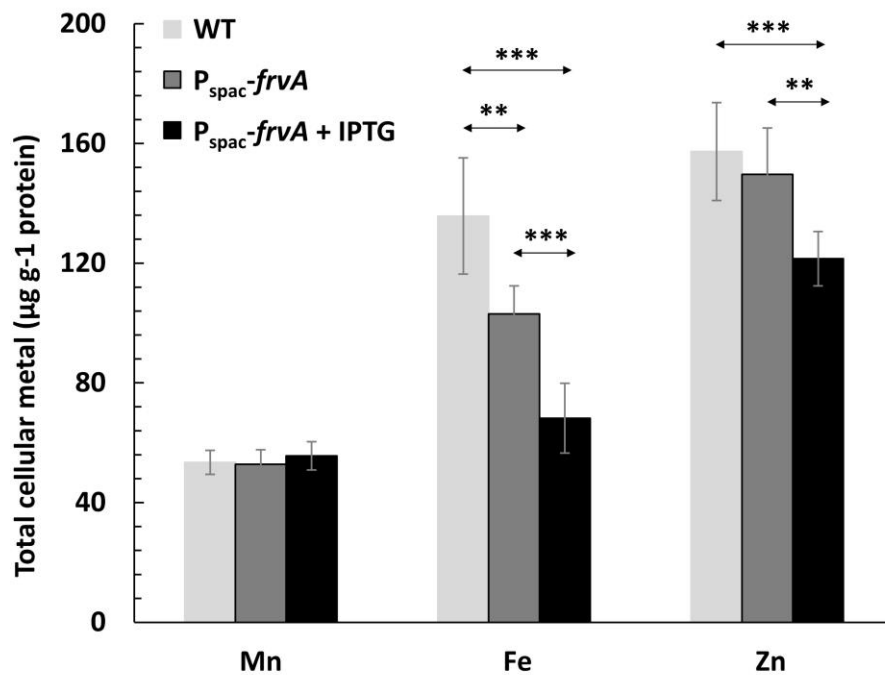 Total cellular metal (µg g-1 protein)
200
160
120
80
40
0
WT
Pspac-frvA
Pspac-frvA + IPTG
***
**
***
***
**
Mn
Fe
Zn